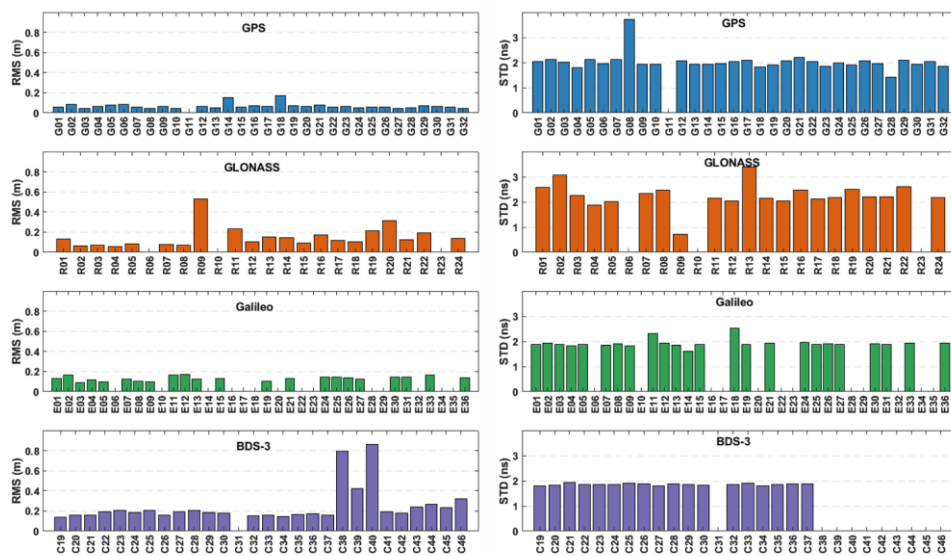 GPS
RMS (m)
0.8
0.6
0.4
0.2
0
G01 G02 G03 G04 G05 G06 G07 G08 G09 G10 G11 G12 G13 G14 G15 G16 G17 G18 G19 G20 G21 G22 G23 G24 G25 G26 G27 G28 G29 G30 G31 G32
GPS
STD (ns)
2
1
0
G01 G02 G03 G04 G05 G06 G07 G08 G09 G10 G11 G12 G13 G14 G15 G16 G17 G18 G19 G20 G21 G22 G23 G24 G25 G26 G27 G28 G29 G30 G31 G32
GLONASS
RMS (m)
0.8
0.6
0.4
0.2
0
R01 R02 R03 R04 R05 R06 R07 R08 R09 R10 R11 R12 R13 R14 R15 R16 R17 R18 R19 R20 R21 R22 R23 R24
GLONASS
STD (ns)
3
2
1
0
R01 R02 R03 R04 R05 R06 R07 R08 R09 R10 R11 R12 R13 R14 R15 R16 R17 R18 R19 R20 R21 R22 R23 R24
Galileo
RMS (m)
0.8
0.6
0.4
0.2
0
E01 E02 E03 E04 E05 E06 E07 E08 E09 E10 E11 E12 E13 E14 E15 E16 E17 E18 E19 E20 E21 E22 E23 E24 E25 E26 E27 E28 E29 E30 E31 E32 E33 E34 E35 E36
Galileo
STD (ns)
3
2
1
0
E01 E02 E03 E04 E05 E06 E07 E08 E09 E10 E11 E12 E13 E14 E15 E16 E17 E18 E19 E20 E21 E22 E23 E24 E25 E26 E27 E28 E29 E30 E31 E32 E33 E34 E35 E36
BDS-3
RMS (m)
0.8
0.6
0.4
0.2
0
C19 C20 C21 C22 C23 C24 C25 C26 C27 C28 C29 C30 C31 C32 C33 C34 C35 C36 C37 C38 C39 C40 C41 C42 C43 C44 C45 C46
BDS-3
STD (ns)
3
2
1
0
C19 C20 C21 C22 C23 C24 C25 C26 C27 C28 C29 C30 C31 C32 C33 C34 C35 C36 C37 C38 C39 C40 C41 C42 C43 C44 C45 C46